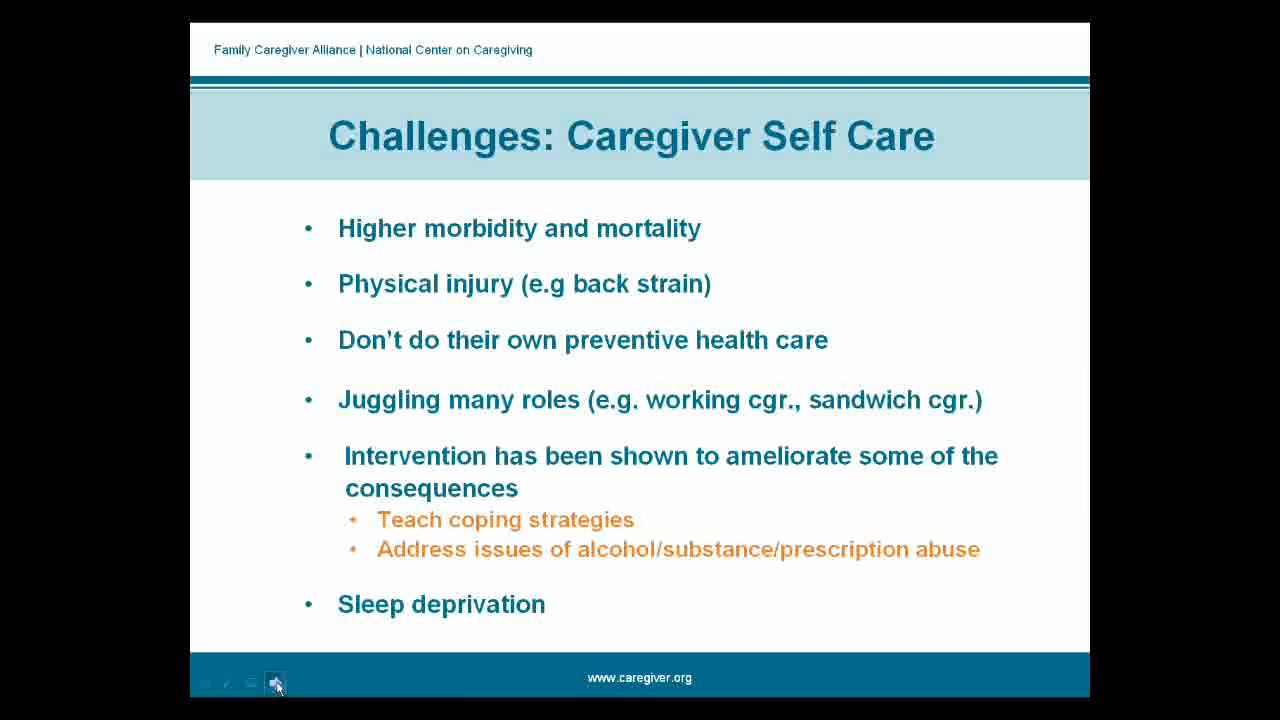 Family Caregiver Alliance | National Center on Caregiving
Challenges: Caregiver Self Care
• Higher morbidity and mortality
• Physical injury (e.g back strain)
• Don't do their own preventive health care
• Juggling many roles (e.g. working cgr., sandwich cgr.)
• Intervention has been shown to ameliorate some of the
consequences
• Teach coping strategies
• Address issues of alcohol/substance/prescription abuse
• Sleep deprivation
www.caregiver.org